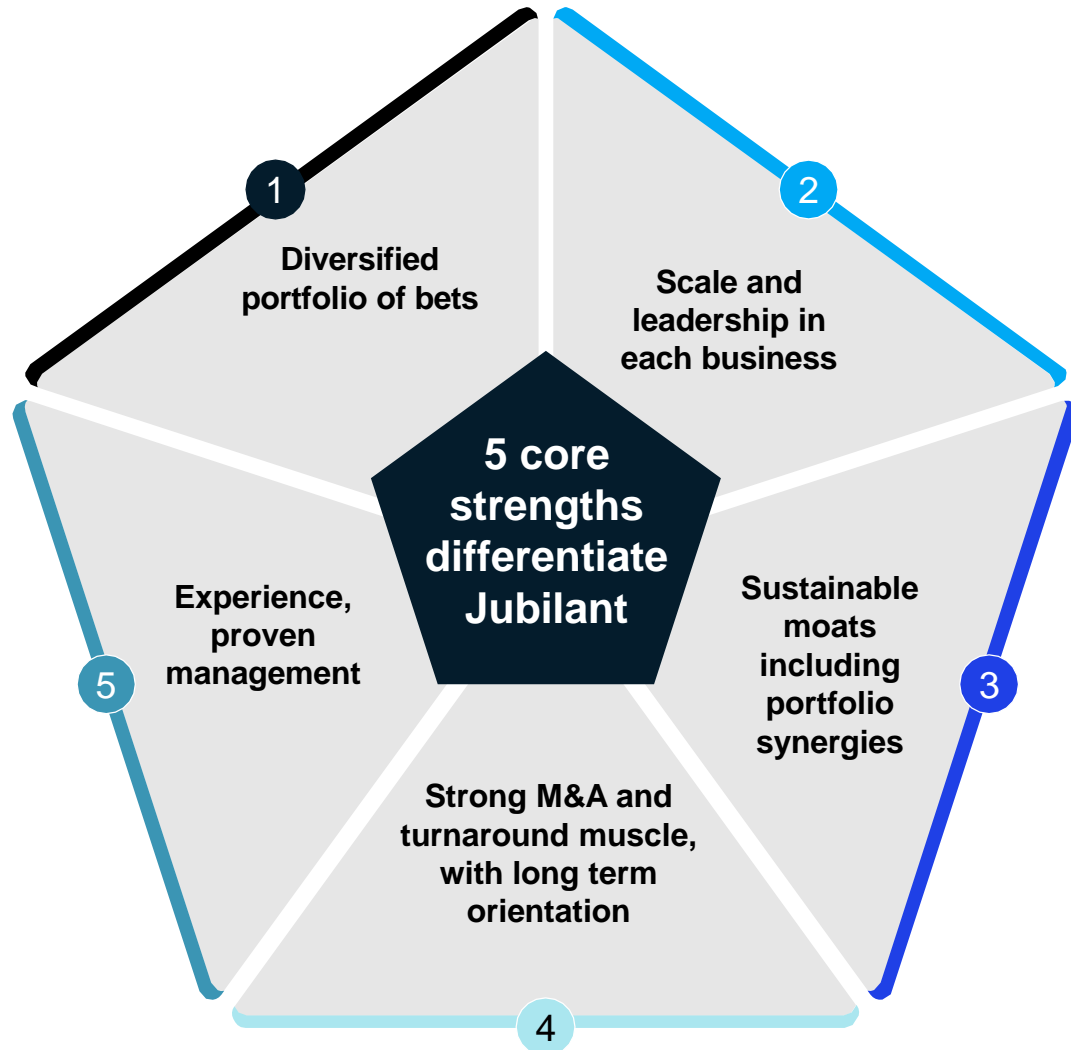 1
Diversified
portfolio of bets
2
Scale and
leadership in
each business
5 core
strengths
differentiate
Jubilant
3
Sustainable
moats
including
portfolio
synergies
4
Strong M&A and
turnaround muscle,
with long term
orientation
5
Experience,
proven
management